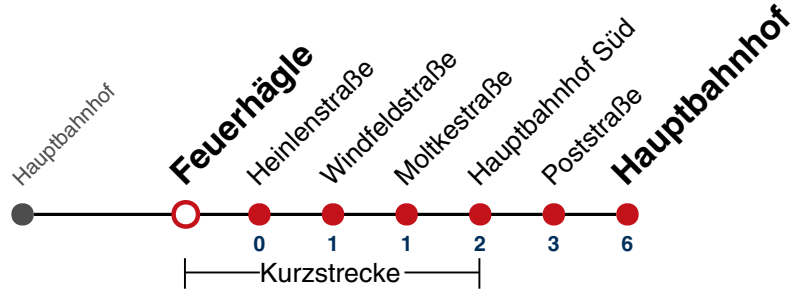 Hauptbahnhof
Feuerhägle
Heinlenstraße
Windfeldstraße
Moltkestraße
Hauptbahnhof Süd
Poststraße
Hauptbahnhof
0 1 1 2 3 6
Kurzstrecke